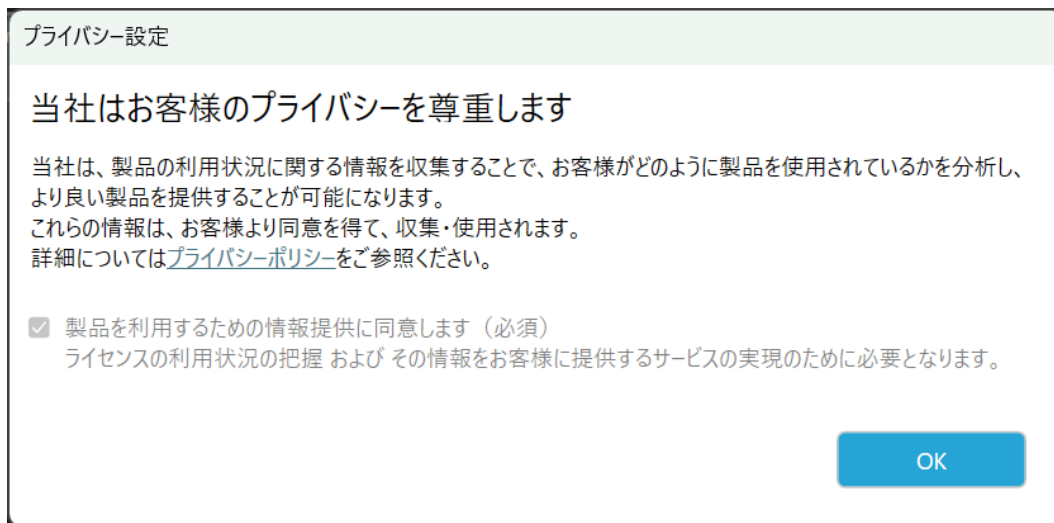 プライバシー設定
当社はお客様のプライバシーを尊重します
当社は、製品の利用状況に関する情報を収集することで、お客様がどのように製品を使用されているかを分析し、
より良い製品を提供することが可能になります。
これらの情報は、お客様より同意を得て、収集・使用されます。
詳細についてはプライバシーポリシーをご参照ください。
製品を利用するための情報提供に同意します（必須）
ライセンスの利用状況の把握 および その情報をお客様に提供するサービスの実現のために必要となります。
OK